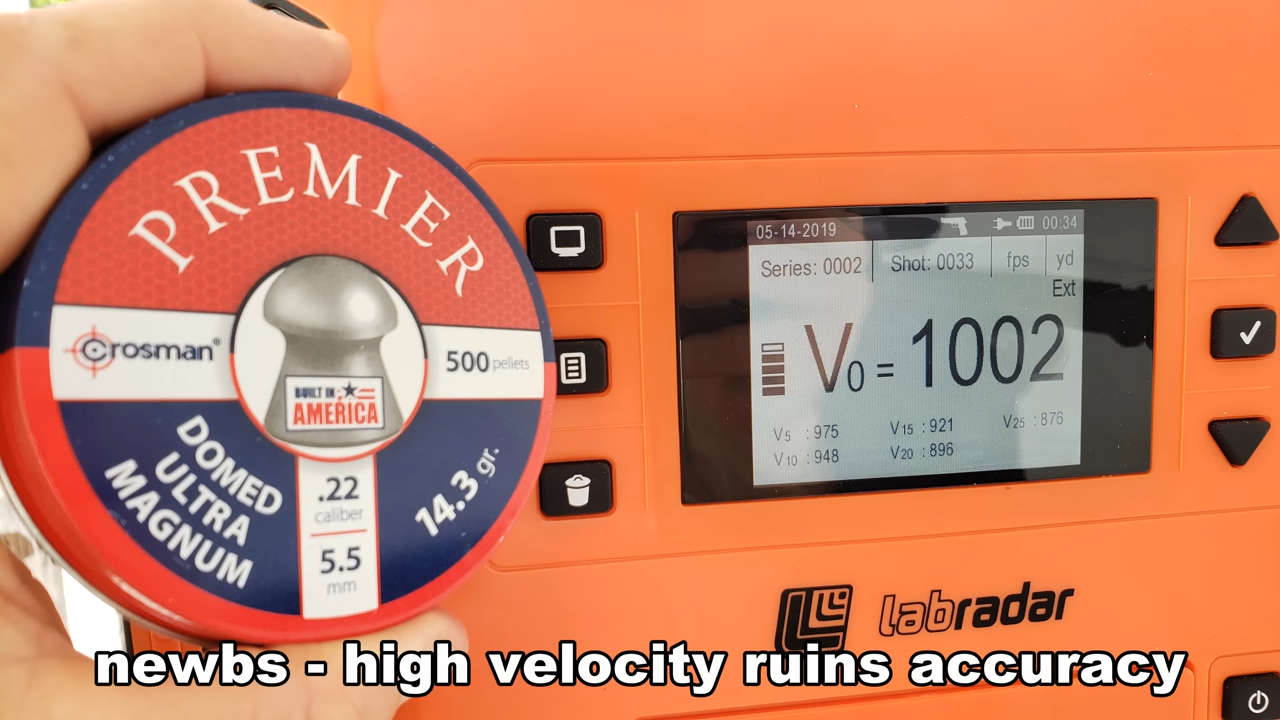 PREMIER
Crosman®
500 pellets
BUILT IN
AMERICA
DOMED
ULTRA
MAGNUM
.22
caliber
5.5
mm
14.3 gr.
05-14-2019
00:34
Series: 0002
Shot: 0033
fps
yd
Ext
V0 = 1002
V5 : 975
V15 : 921
V25 : 876
V10 : 948
V20 : 896
labradar
newbs - high velocity ruins accuracy